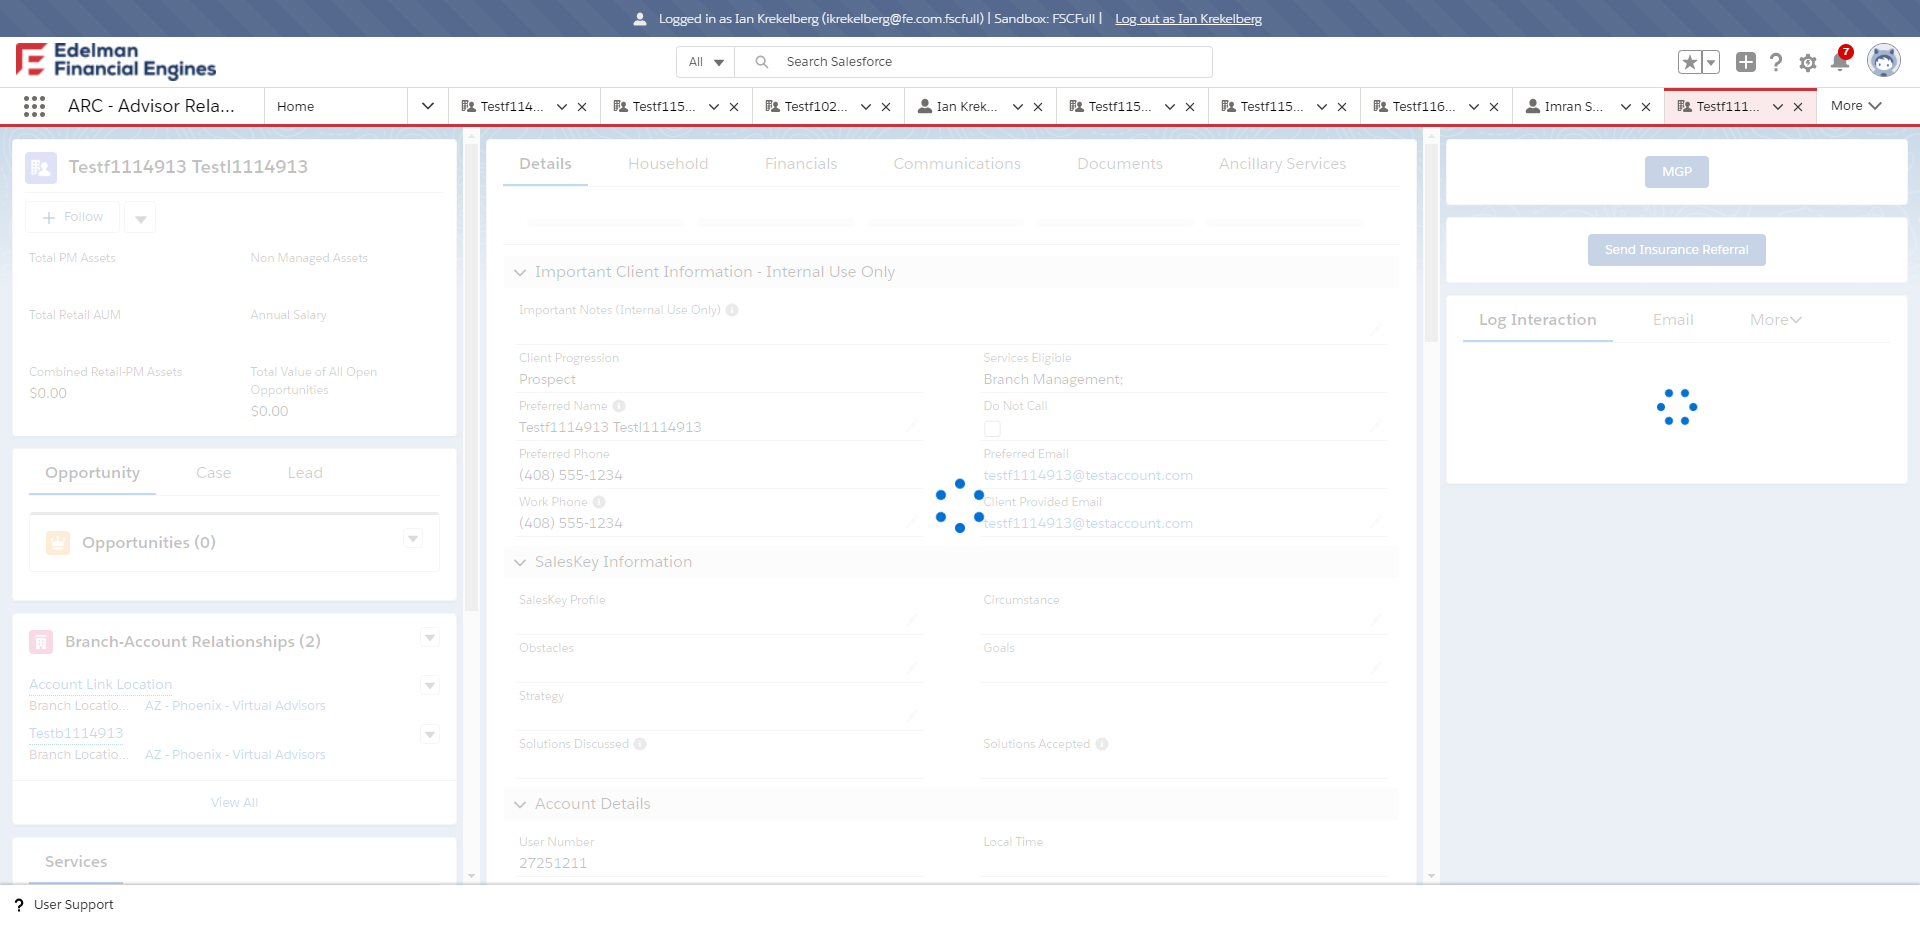 Logged in as Ian Krekelberg (ikrekelberg@fe.com.fscfull) | Sandbox: FSCFull | Log out as Ian Krekelberg
Edelman
Financial Engines
All
Search Salesforce
7
ARC - Advisor Rela...
Home
Testf114...
Testf115...
Testf102...
Ian Krek...
Testf115...
Testf115...
Testf116...
Imran S...
Testf111...
More
Testf1114913 Testl1114913
Follow
Total PM Assets
Non Managed Assets
Total Retail AUM
Annual Salary
Combined Retail-PM Assets
$0.00
Total Value of All Open
Opportunities
$0.00
Opportunity
Case
Lead
Opportunities (0)
Branch-Account Relationships (2)
Account Link Location
Branch Locatio... AZ - Phoenix - Virtual Advisors
Testb1114913
Branch Locatio... AZ - Phoenix - Virtual Advisors
View All
Services
Details
Household
Financials
Communications
Documents
Ancillary Services
Important Client Information - Internal Use Only
Important Notes (Internal Use Only)
Client Progression
Prospect
Services Eligible
Branch Management;
Preferred Name
Testf1114913 Testl1114913
Do Not Call
Preferred Phone
(408) 555-1234
Preferred Email
testf1114913@testaccount.com
Work Phone
(408) 555-1234
Client Provided Email
testf1114913@testaccount.com
SalesKey Information
SalesKey Profile
Circumstance
Obstacles
Goals
Strategy
Solutions Discussed
Solutions Accepted
Account Details
User Number
27251211
Local Time
MGP
Send Insurance Referral
Log Interaction
Email
More
? User Support